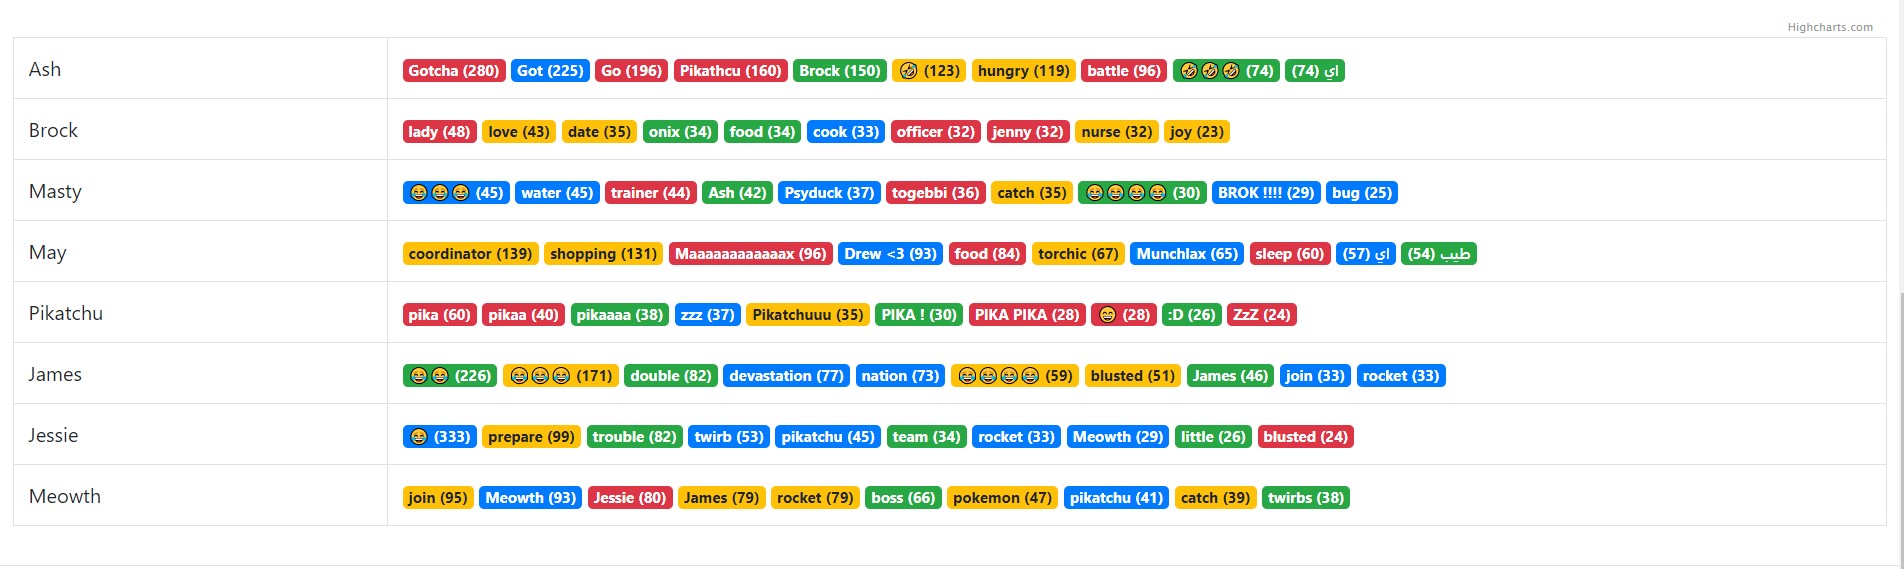 Highcharts.com
Ash Gotcha (280) Got (225) Go (196) Pikathcu (160) Brock (150) 🤣 (123) hungry (119) battle (96) 🤣🤣🤣 (74) اي (74)
Brock lady (48) love (43) date (35) onix (34) food (34) cook (33) officer (32) jenny (32) nurse (32) joy (23)
Masty 😂😂😂 (45) water (45) trainer (44) Ash (42) Psyduck (37) togebbi (36) catch (35) 😂😂😂😂 (30) BROK !!!! (29) bug (25)
May coordinator (139) shopping (131) Maaaaaaaaaaaax (96) Drew <3 (93) food (84) torchic (67) Munchlax (65) sleep (60) اي (57) طيب (54)
Pikatchu pika (60) pikaa (40) pikaaaa (38) zzz (37) Pikatchuuu (35) PIKA ! (30) PIKA PIKA (28) 😄 (28) :D (26) ZzZ (24)
James 😂😂 (226) 😂😂😂 (171) double (82) devastation (77) nation (73) 😂😂😂😂 (59) blusted (51) James (46) join (33) rocket (33)
Jessie 😂 (333) prepare (99) trouble (82) twirb (53) pikatchu (45) team (34) rocket (33) Meowth (29) little (26) blusted (24)
Meowth join (95) Meowth (93) Jessie (80) James (79) rocket (79) boss (66) pokemon (47) pikatchu (41) catch (39) twirbs (38)